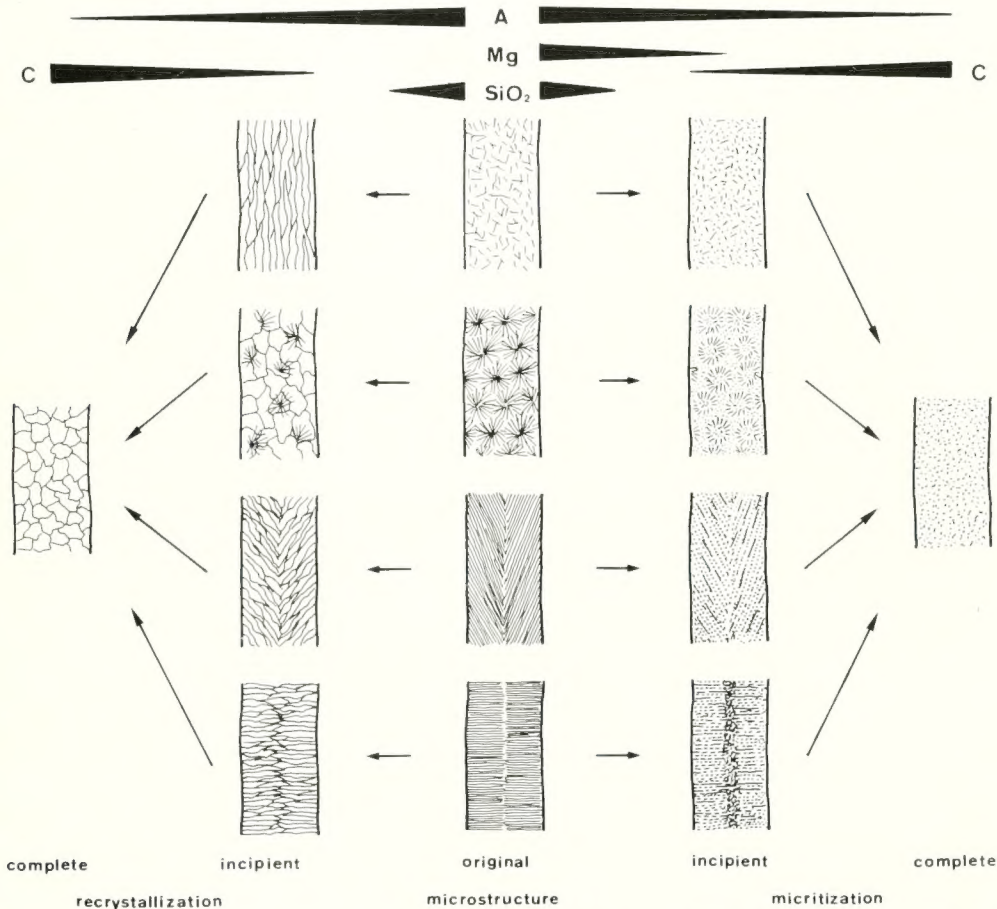 A
Mg
C C
SiO₂
complete incipient original incipient complete
recrystallization microstructure micritization